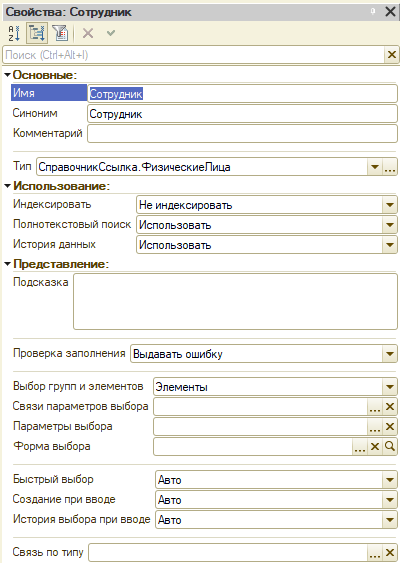 Свойства: Сотрудник
Поиск (Ctrl+Alt+I)
Основные:
Имя Сотрудник
Синоним Сотрудник
Комментарий
Тип СправочникСсылка.ФизическиеЛица
Использование:
Индексировать Не индексировать
Полнотекстовый поиск Использовать
История данных Использовать
Представление:
Подсказка
Проверка заполнения Выдавать ошибку
Выбор групп и элементов Элементы
Связи параметров выбора
Параметры выбора
Форма выбора
Быстрый выбор Авто
Создание при вводе Авто
История выбора при вводе Авто
Связь по типу